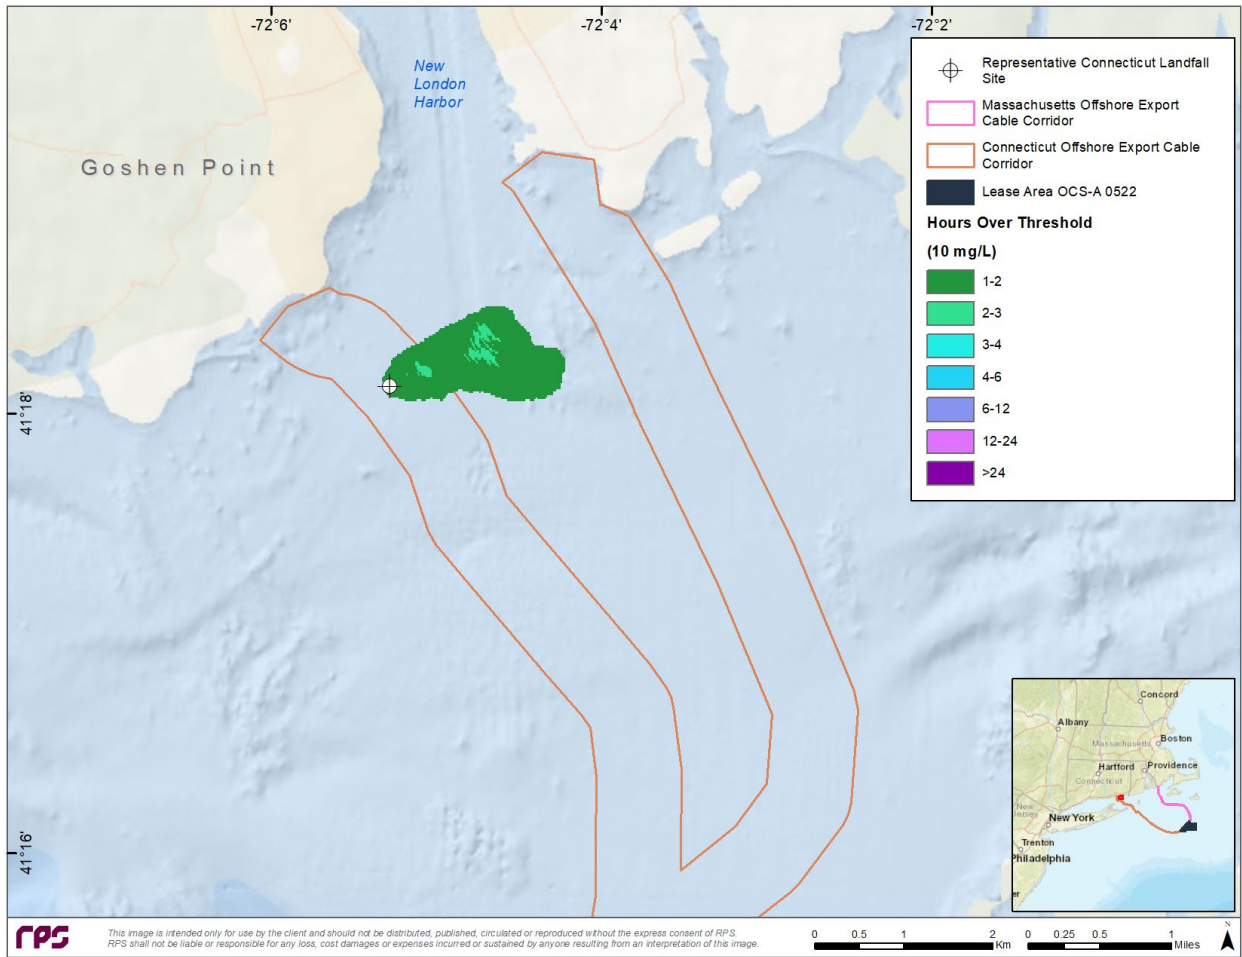 -72°6'
-72°4'
-72°2'
New
London
Harbor
Goshen Point
41°18'
41°16'
Representative Connecticut Landfall
Site
Massachusetts Offshore Export
Cable Corridor
Connecticut Offshore Export Cable
Corridor
Lease Area OCS-A 0522
Hours Over Threshold
(10 mg/L)
1-2
2-3
3-4
4-6
6-12
12-24
>24
Concord
Albany
Massachusetts
Boston
Hartford
Providence
Connecticut
New
Jersey
New York
Trenton
Philadelphia
er
rps
This image is intended only for use by the client and should not be distributed, published, circulated or reproduced without the express consent of RPS.
RPS shall not be liable or responsible for any loss, cost damages or expenses incurred or sustained by anyone resulting from an interpretation of this image.
0 0.5 1 2
Km
0 0.25 0.5 1
Miles
N